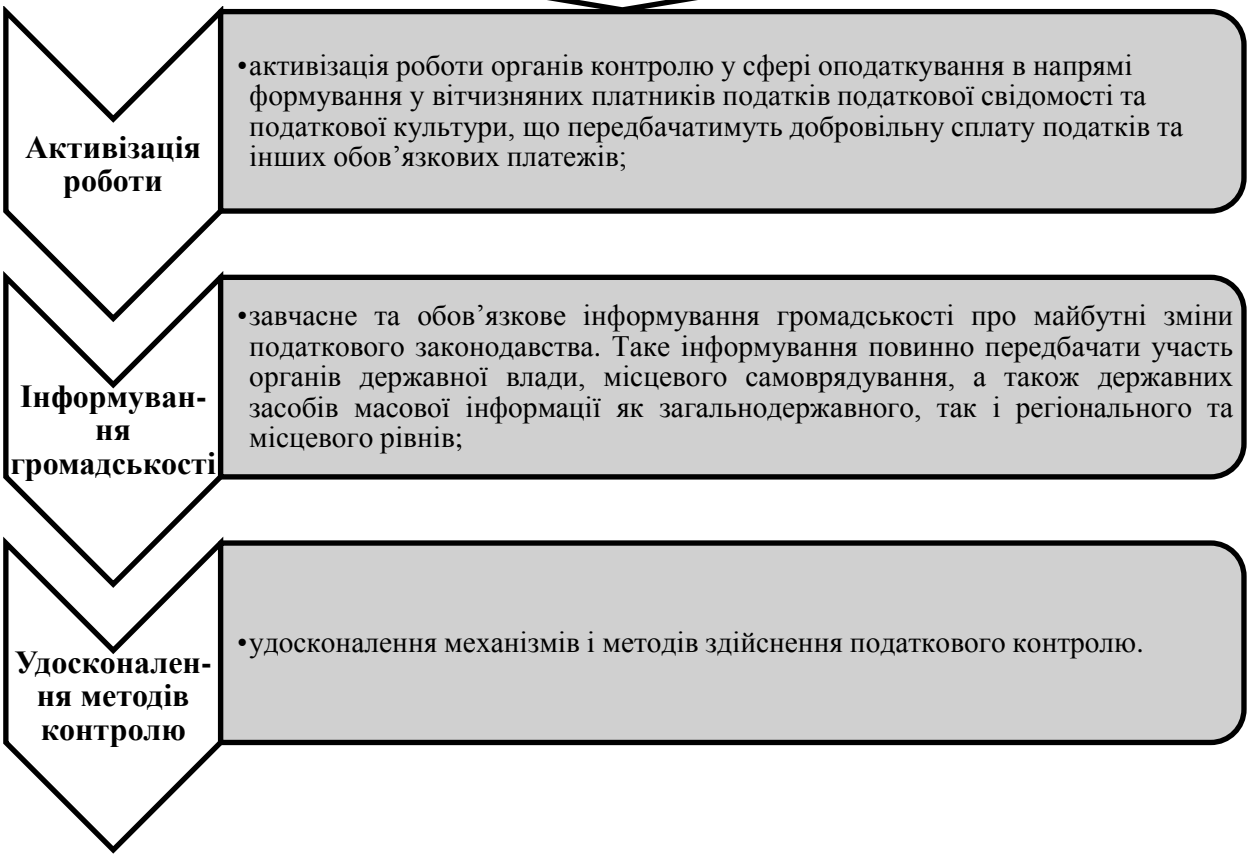 Активізація
роботи
•активізація роботи органів контролю у сфері оподаткування в напрямі
формування у вітчизняних платників податків податкової свідомості та
податкової культури, що передбачатимуть добровільну сплату податків та
інших обов’язкових платежів;
Інформуван-
ня
громадськості
•завчасне та обов’язкове інформування громадськості про майбутні зміни
податкового законодавства. Таке інформування повинно передбачати участь
органів державної влади, місцевого самоврядування, а також державних
засобів масової інформації як загальнодержавного, так і регіонального та
місцевого рівнів;
Удосконален-
ня методів
контролю
•удосконалення механізмів і методів здійснення податкового контролю.